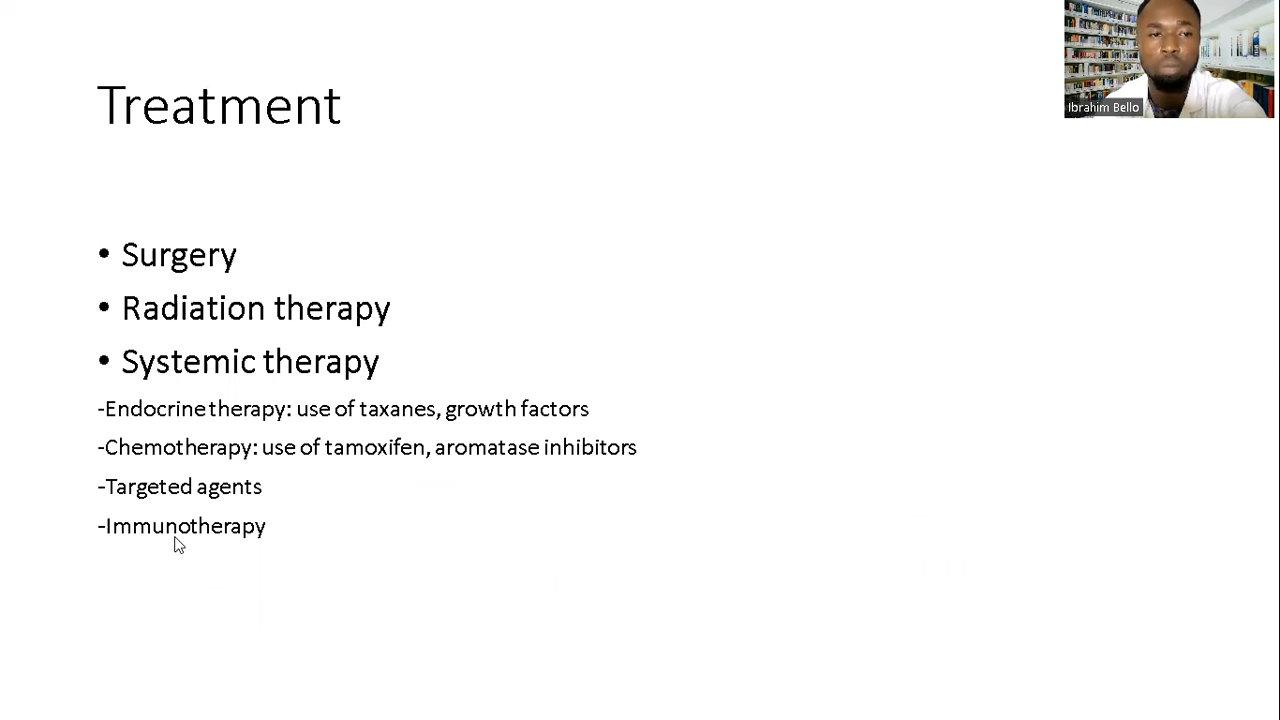 Treatment
Ibrahim Bello
• Surgery
• Radiation therapy
• Systemic therapy
-Endocrine therapy: use of taxanes, growth factors
-Chemotherapy: use of tamoxifen, aromatase inhibitors
-Targeted agents
-Immunotherapy